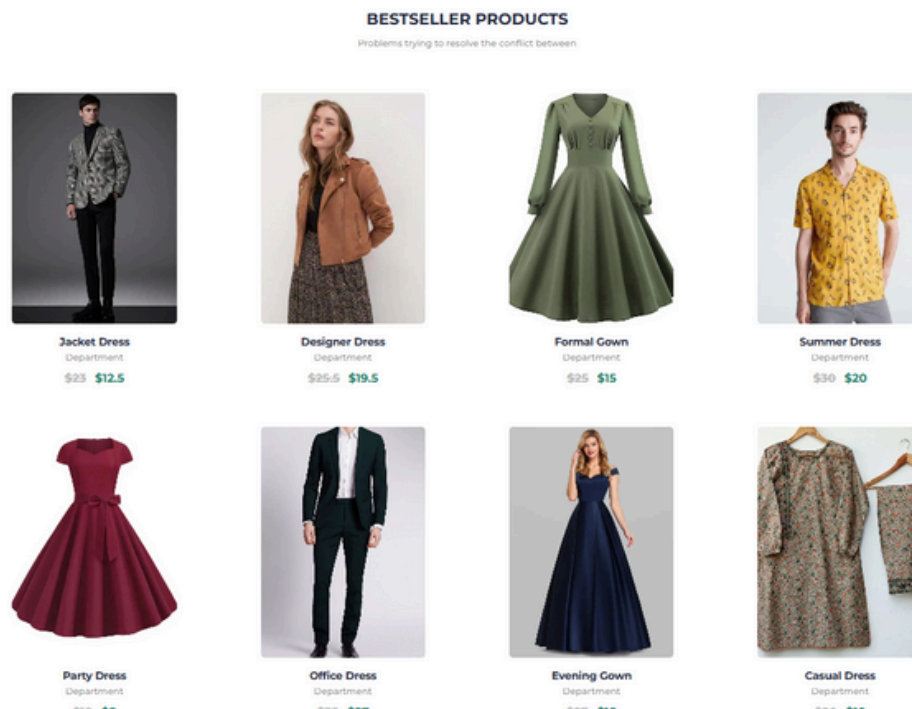 BESTSELLER PRODUCTS
Problems trying to resolve the conflict between
Jacket Dress
Department
$23 $12.5
Designer Dress
Department
$25.5 $19.5
Formal Gown
Department
$25 $15
Summer Dress
Department
$30 $20
Party Dress
Department
Office Dress
Department
Evening Gown
Department
Casual Dress
Department